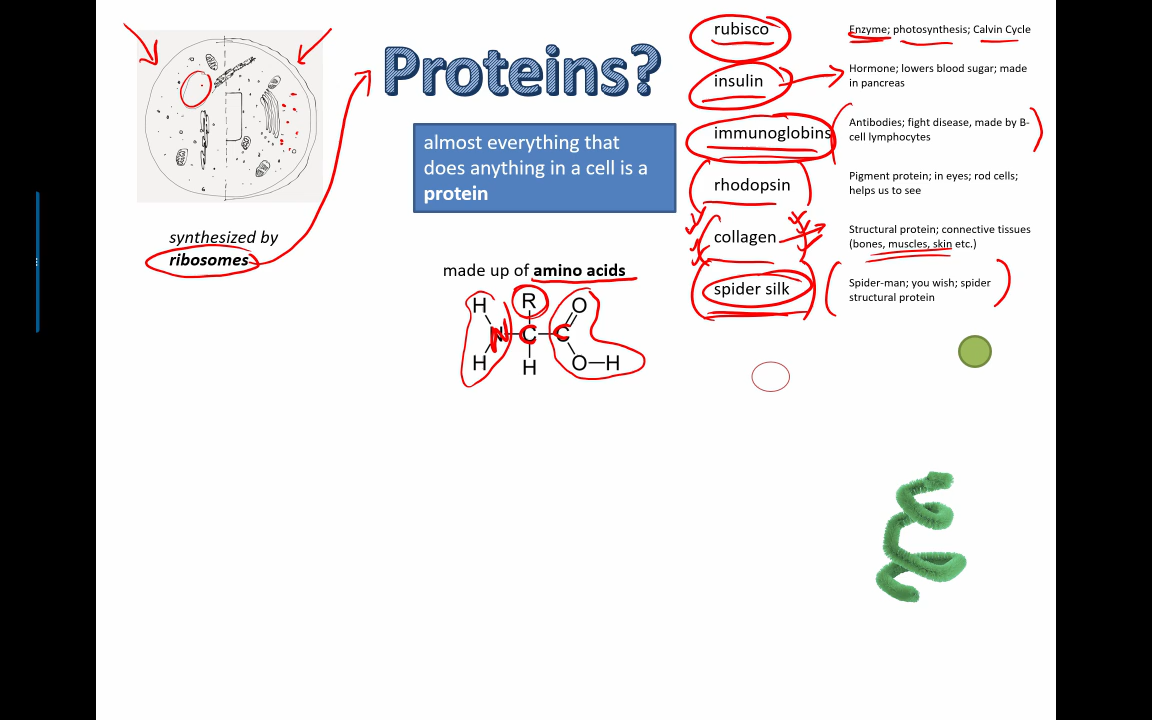 Proteins?
almost everything that
does anything in a cell is a
protein
synthesized by
ribosomes
made up of amino acids
H
R
O
N
C
C
H
H
O
H
rubisco
Enzyme; photosynthesis; Calvin Cycle
insulin
Hormone; lowers blood sugar; made
in pancreas
immunoglobins
Antibodies; fight disease, made by B-
cell lymphocytes
rhodopsin
Pigment protein; in eyes; rod cells;
helps us to see
collagen
Structural protein; connective tissues
(bones, muscles, skin etc.)
spider silk
Spider-man; you wish; spider
structural protein